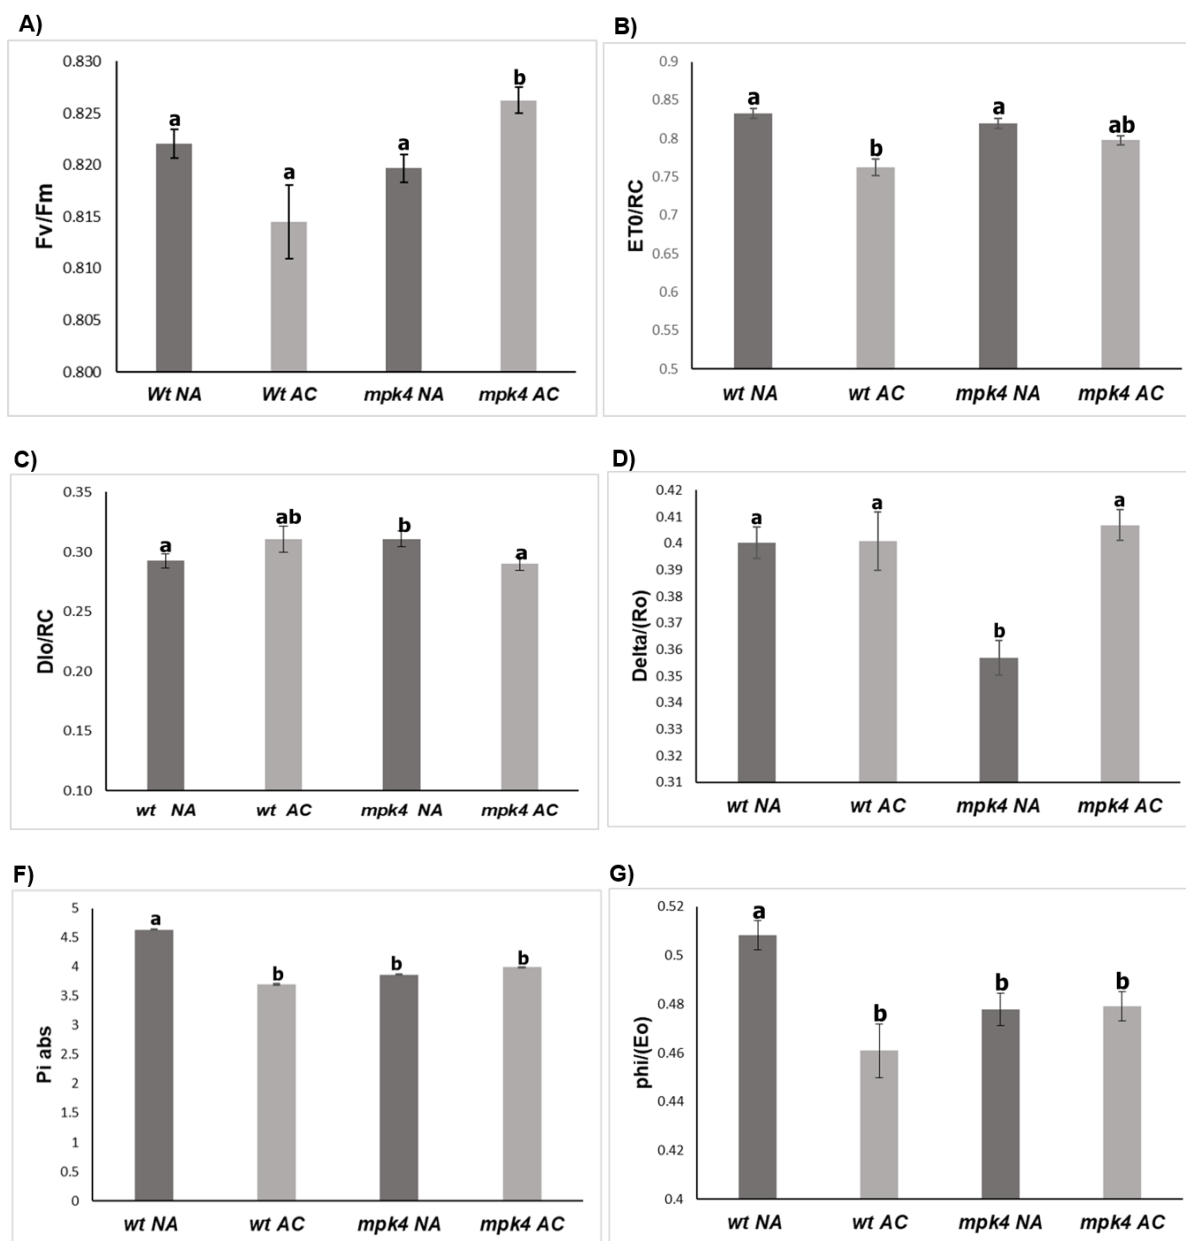 A)
0.830
0.825
0.820
0.815
0.810
0.805
0.800
Fv/Fm
a
a
a
b
Wt NA Wt AC mpk4 NA mpk4 AC
B)
0.9
0.85
0.8
0.75
0.7
0.65
0.6
0.55
0.5
ET0/RC
a
b
a
ab
wt NA wt AC mpk4 NA mpk4 AC
C)
0.35
0.30
0.25
0.20
0.15
0.10
DIo/RC
a
ab
b
a
wt NA wt AC mpk4 NA mpk4 AC
D)
0.42
0.41
0.4
0.39
0.38
0.37
0.36
0.35
0.34
0.33
0.32
0.31
Delta/(Ro)
a
a
b
a
wt NA wt AC mpk4 NA mpk4 AC
F)
5
4.5
4
3.5
3
2.5
2
1.5
1
0.5
0
Pi abs
a
b
b
b
wt NA wt AC mpk4 NA mpk4 AC
G)
0.52
0.5
0.48
0.46
0.44
0.42
0.4
phi/(Eo)
a
b
b
b
wt NA wt AC mpk4 NA mpk4 AC